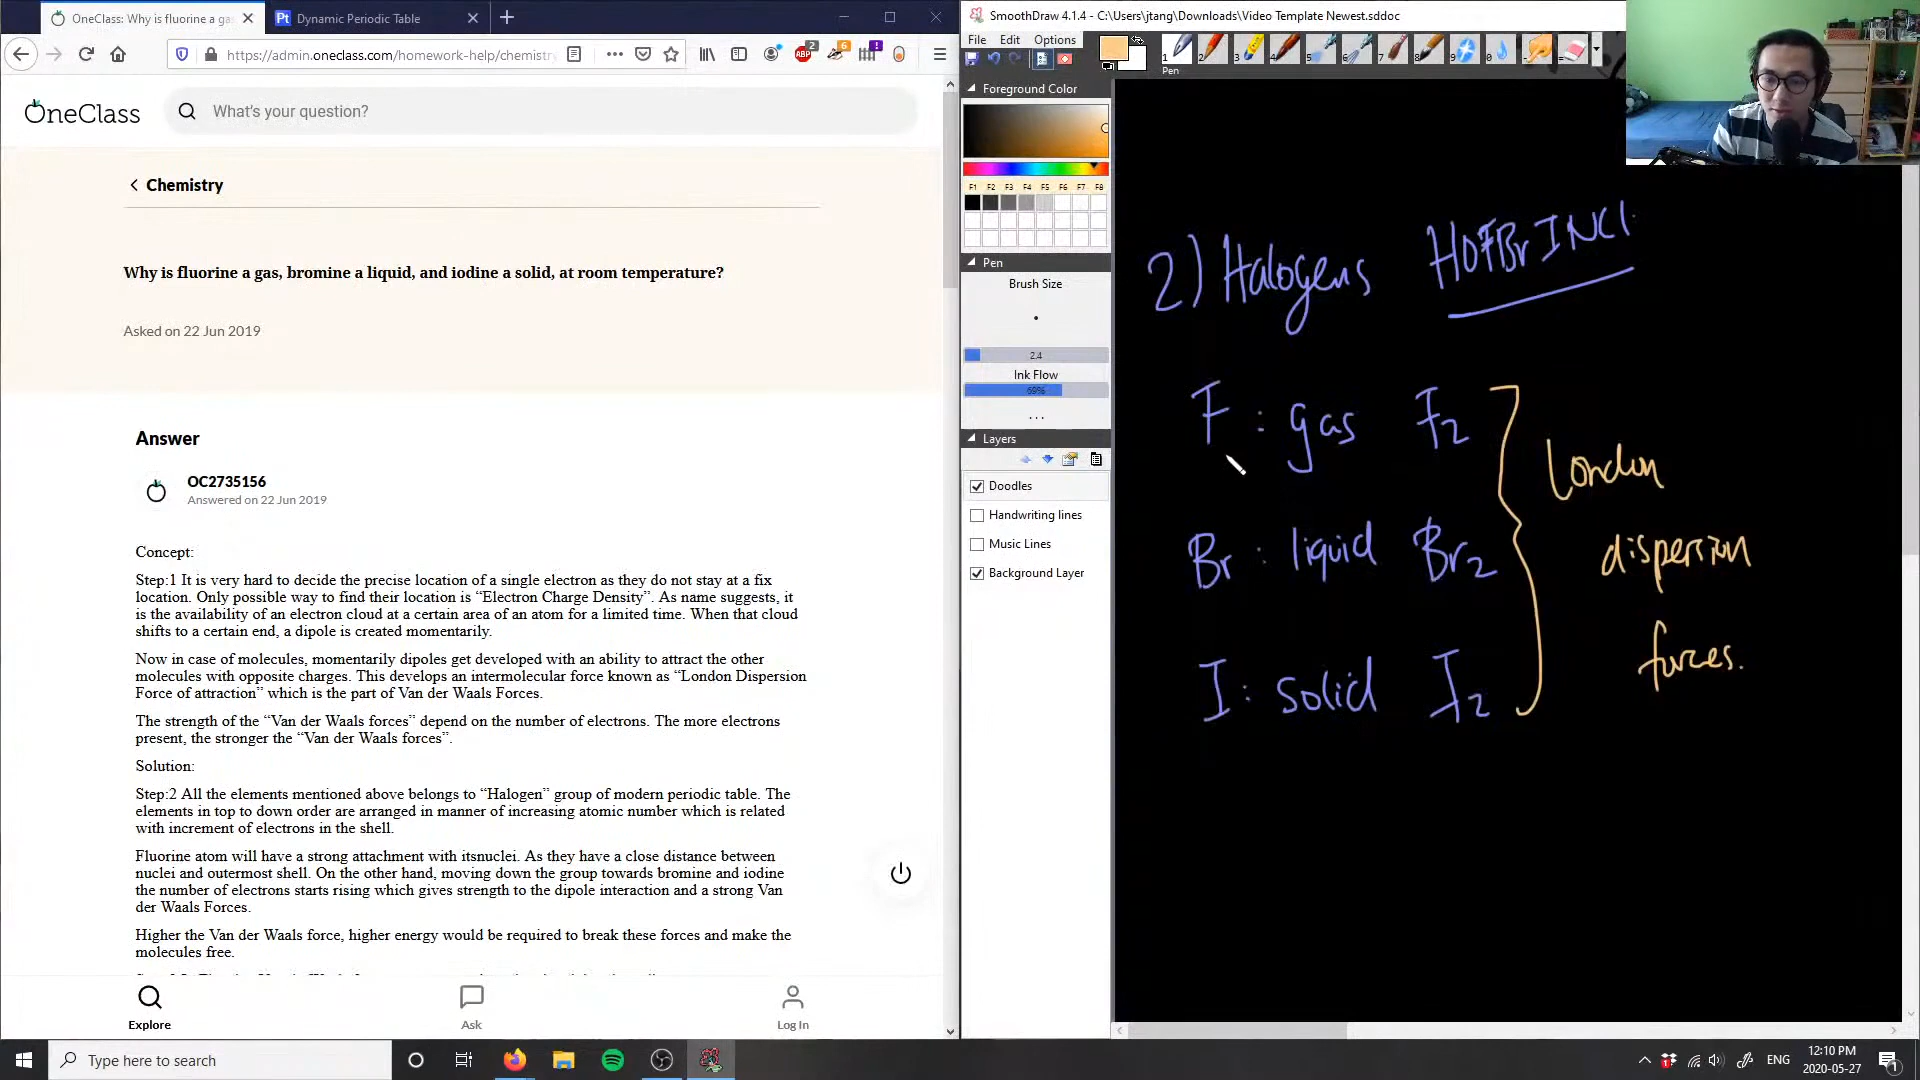 OneClass: Why is fluorine a ga
Dynamic Periodic Table
https://admin.oneclass.com/homework-help/chemistry
OneClass
What's your question?
Chemistry
Why is fluorine a gas, bromine a liquid, and iodine a solid, at room temperature?
Asked on 22 Jun 2019
Answer
OC2735156
Answered on 22 Jun 2019
Concept:
Step:1 It is very hard to decide the precise location of a single electron as they do not stay at a fix
location. Only possible way to find their location is “Electron Charge Density”. As name suggests, it
is the availability of an electron cloud at a certain area of an atom for a limited time. When that cloud
shifts to a certain end, a dipole is created momentarily.
Now in case of molecules, momentarily dipoles get developed with an ability to attract the other
molecules with opposite charges. This develops an intermolecular force known as “London Dispersion
Force of attraction” which is the part of Van der Waals Forces.
The strength of the “Van der Waals forces” depend on the number of electrons. The more electrons
present, the stronger the “Van der Waals forces”.
Solution:
Step:2 All the elements mentioned above belongs to “Halogen” group of modern periodic table. The
elements in top to down order are arranged in manner of increasing atomic number which is related
with increment of electrons in the shell.
Fluorine atom will have a strong attachment with itsnuclei. As they have a close distance between
nuclei and outermost shell. On the other hand, moving down the group towards bromine and iodine
the number of electrons starts rising which gives strength to the dipole interaction and a strong Van
der Waals Forces.
Higher the Van der Waals force, higher energy would be required to break these forces and make the
molecules free.
Explore
Ask
Log In
SmoothDraw 4.1.4 - C:\Users\jtang\Downloads\Video Template Newest.sddoc
File Edit Options
Pen
Foreground Color
F1 F2 F3 F4 F5 F6 F7 F8
Pen
Brush Size
2.4
Ink Flow
69%
...
Layers
Doodles
Handwriting lines
Music Lines
Background Layer
2) Halogens HOFBrINCl
F : gas F2
Br : liquid Br2
I : solid I2
London
dispersion
forces.
Type here to search
ENG
12:10 PM
2020-05-27